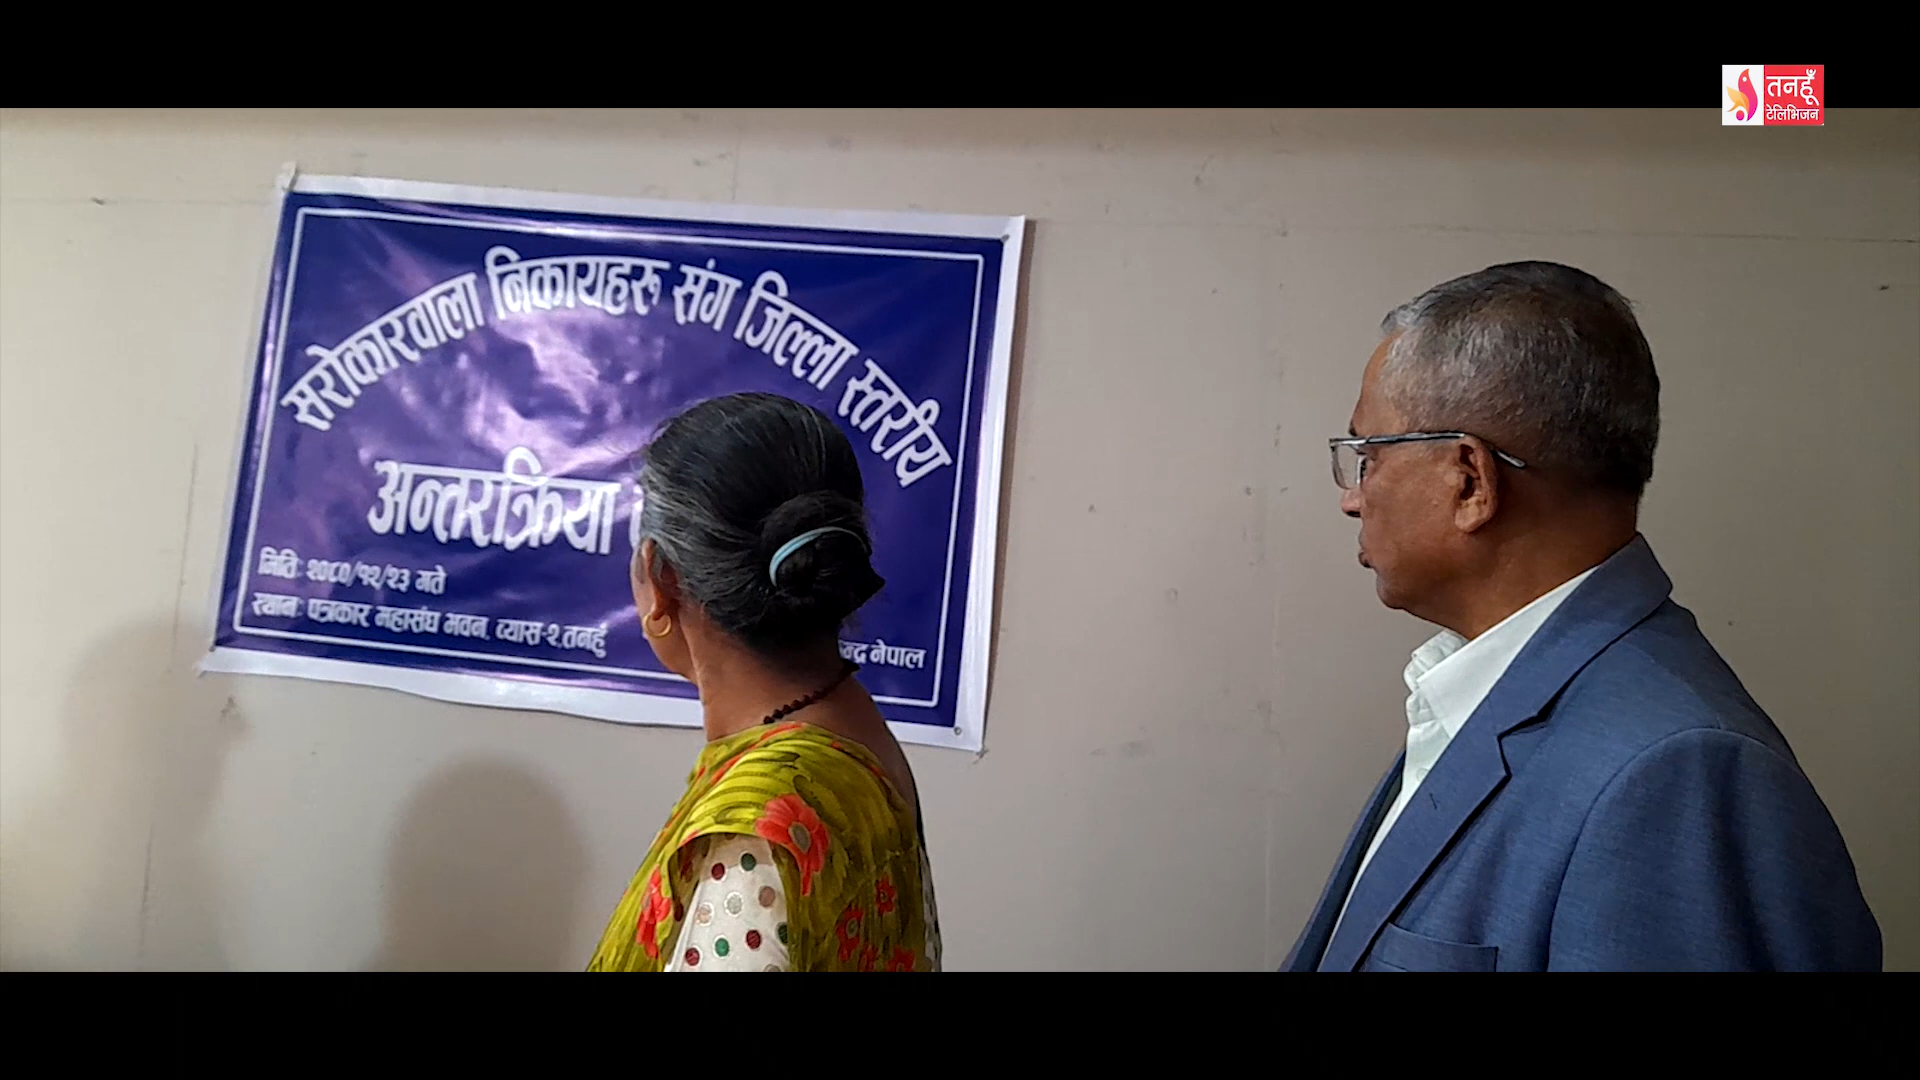 तनहूँ
टेलिभिजन
सरोकारवाला निकायहरू संग जिल्ला स्तरीय
अन्तरक्रिया
मिति: २०८०/१२/२३ गते
स्थान: पत्रकार महासंघ भवन, व्यास-२,तनहुँ
नेपाल